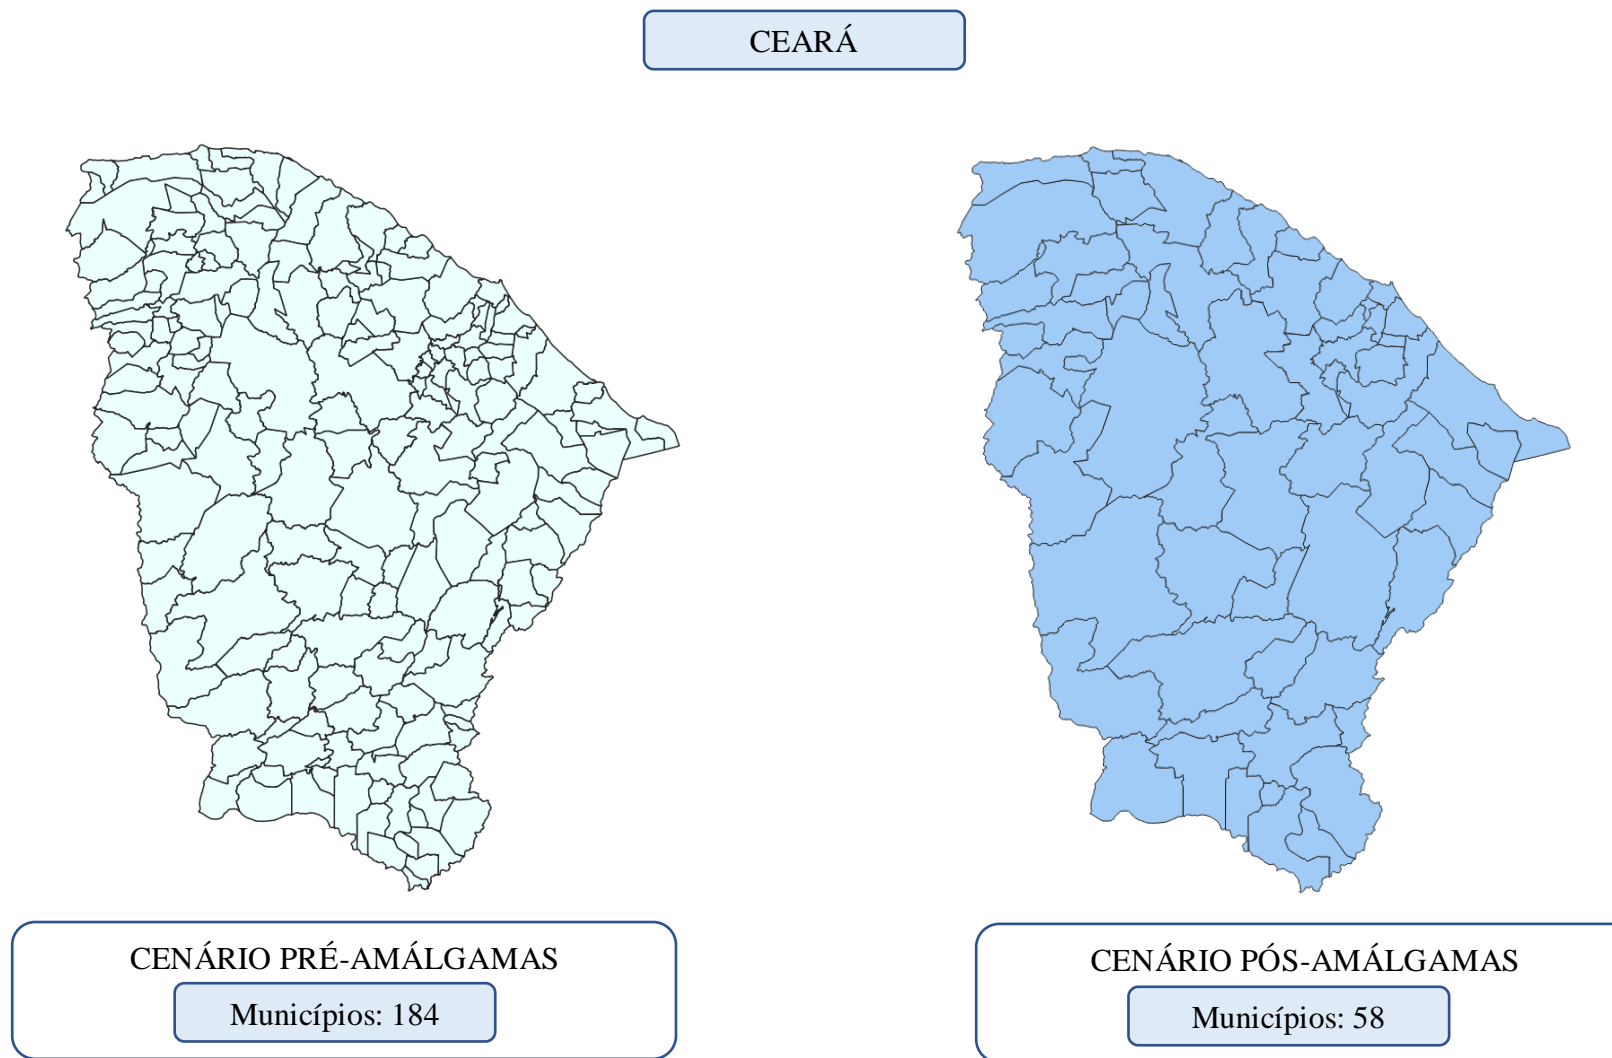 CEARÁ
CENÁRIO PRÉ-AMÁLGAMAS
Municípios: 184
CENÁRIO PÓS-AMÁLGAMAS
Municípios: 58